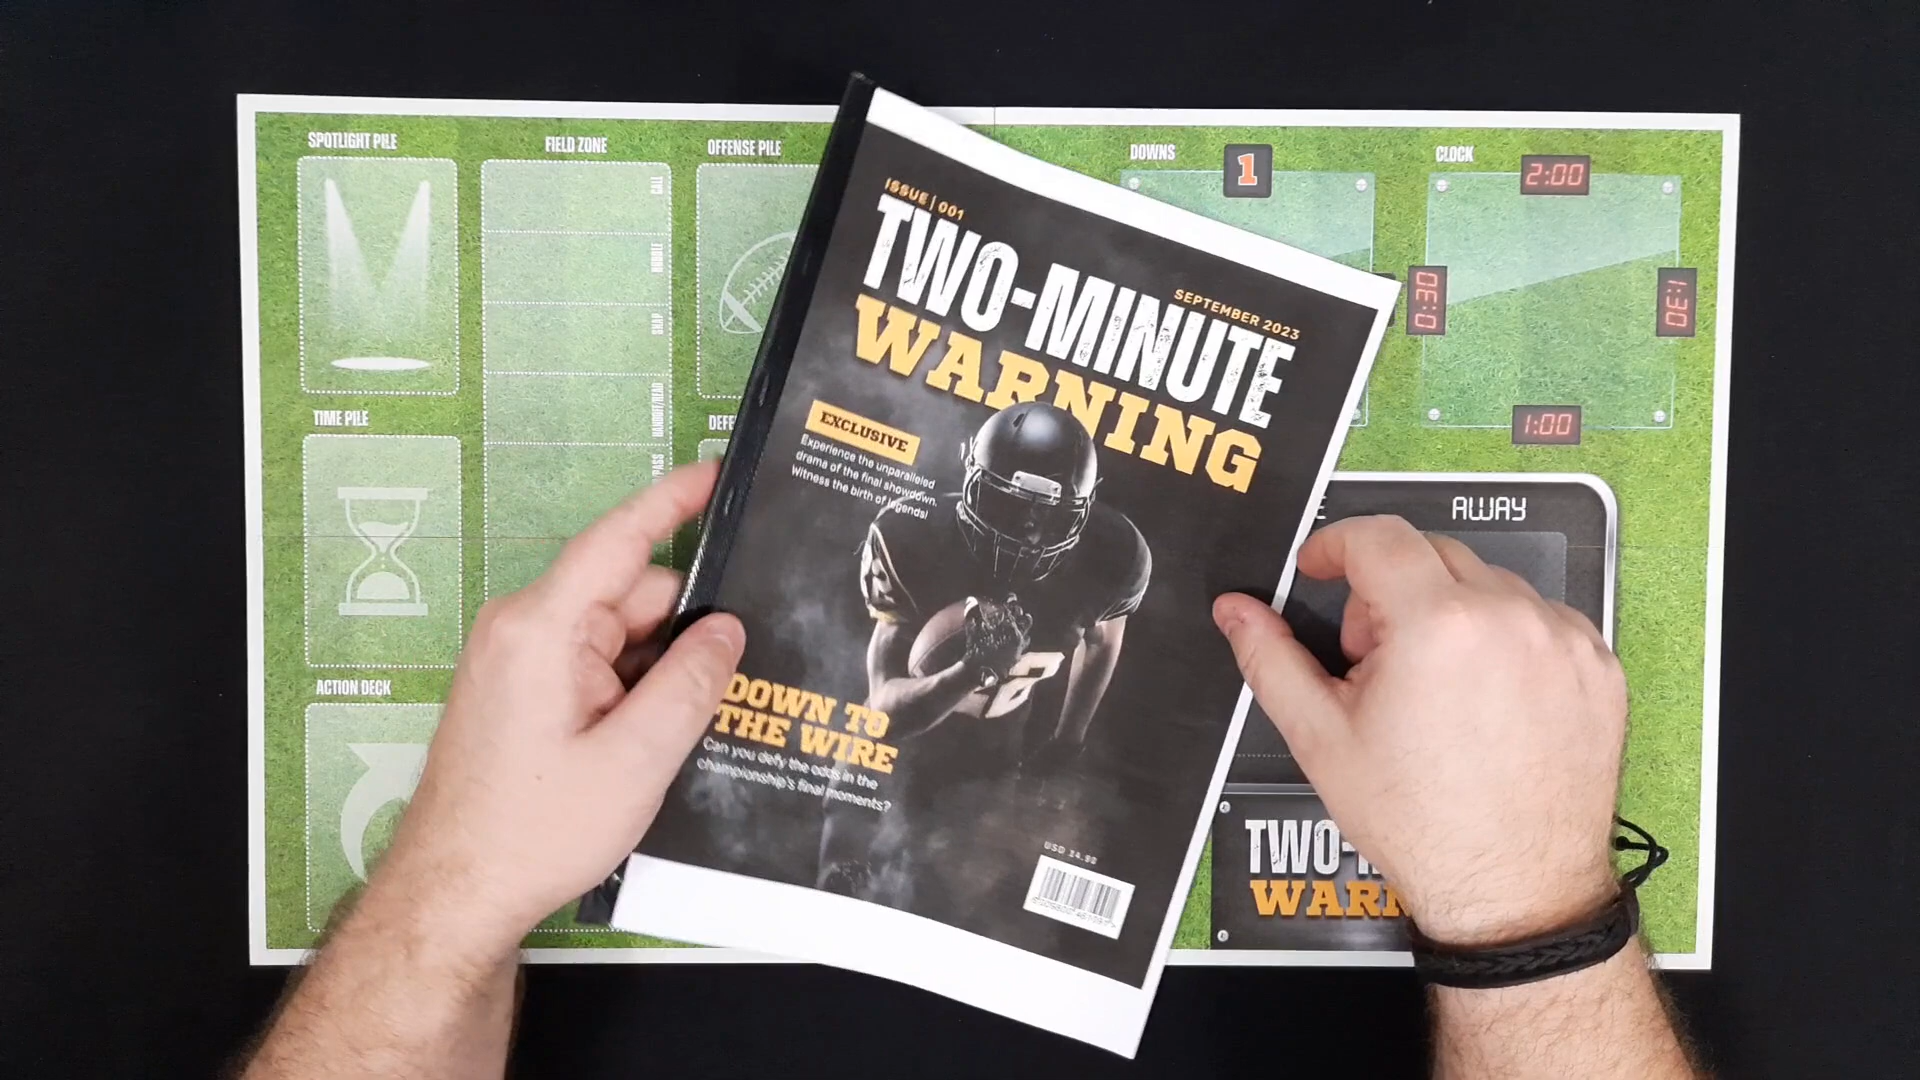 SPOTLIGHT PILE
FIELD ZONE
OFFENSE PILE
DOWNS
1
CLOCK
2:00
CALL
HUDDLE
SNAP
HANDOFF/READ
PASS
0:30
1:30
1:00
TIME PILE
DEFE
ACTION DECK
E
AWAY
ISSUE | 001
TWO-MINUTE
SEPTEMBER 2023
WARNING
EXCLUSIVE
Experience the unparalleled
drama of the final showdown.
Witness the birth of legends!
DOWN TO
THE WIRE
Can you defy the odds in the
championship's final moments?
TWO-
WARN